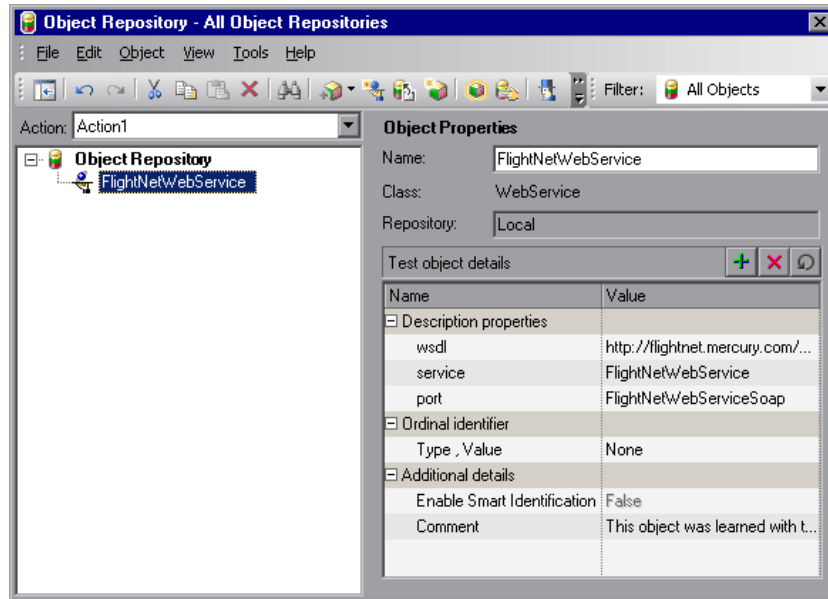 Object Repository - All Object Repositories
File Edit Object View Tools Help
Filter: All Objects
Action: Action1
Object Repository
FlightNetWebService
Object Properties
Name: FlightNetWebService
Class: WebService
Repository: Local
Test object details
Name Value
Description properties
wsdl http://flightnet.mercury.com/...
service FlightNetWebService
port FlightNetWebServiceSoap
Ordinal identifier
Type , Value None
Additional details
Enable Smart Identification False
Comment This object was learned with t...